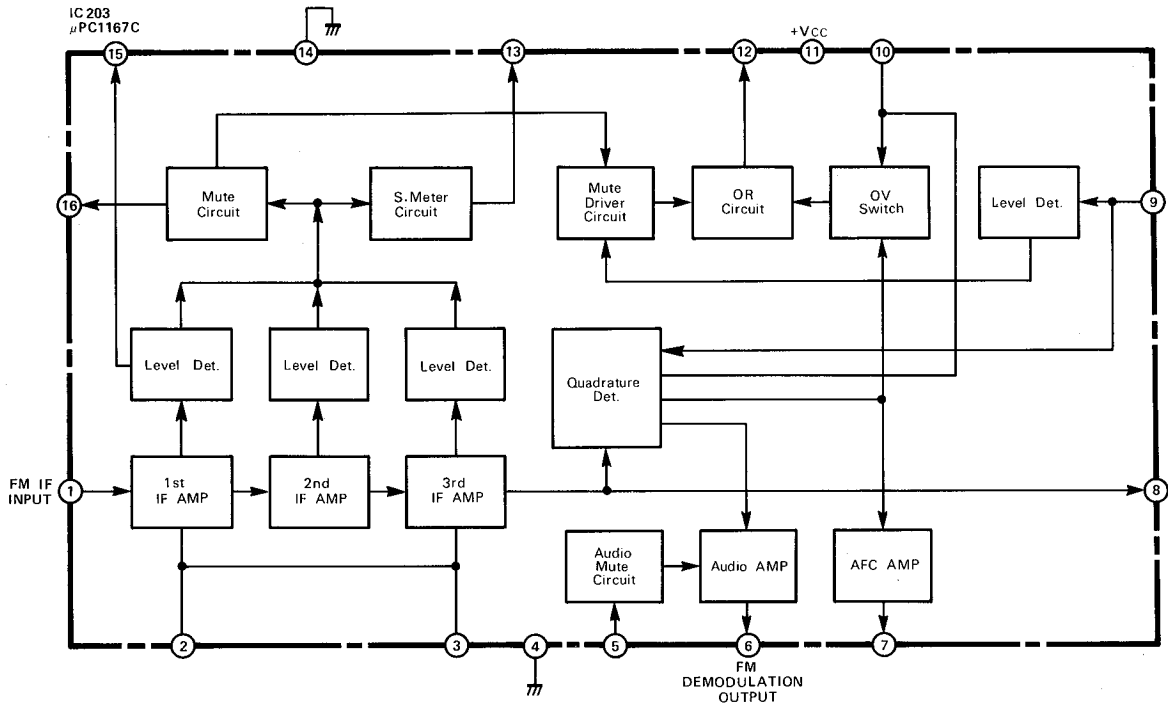 IC 203
μPC1167C
15
14
13
12
+VCC
11
10
16
Mute
Circuit
S.Meter
Circuit
Mute
Driver
Circuit
OR
Circuit
OV
Switch
Level Det.
9
Level Det.
Level Det.
Level Det.
Quadrature
Det.
FM IF
INPUT
1
1st
IF AMP
2nd
IF AMP
3rd
IF AMP
8
Audio
Mute
Circuit
Audio AMP
AFC AMP
2
3
4
5
6
7
FM
DEMODULATION
OUTPUT